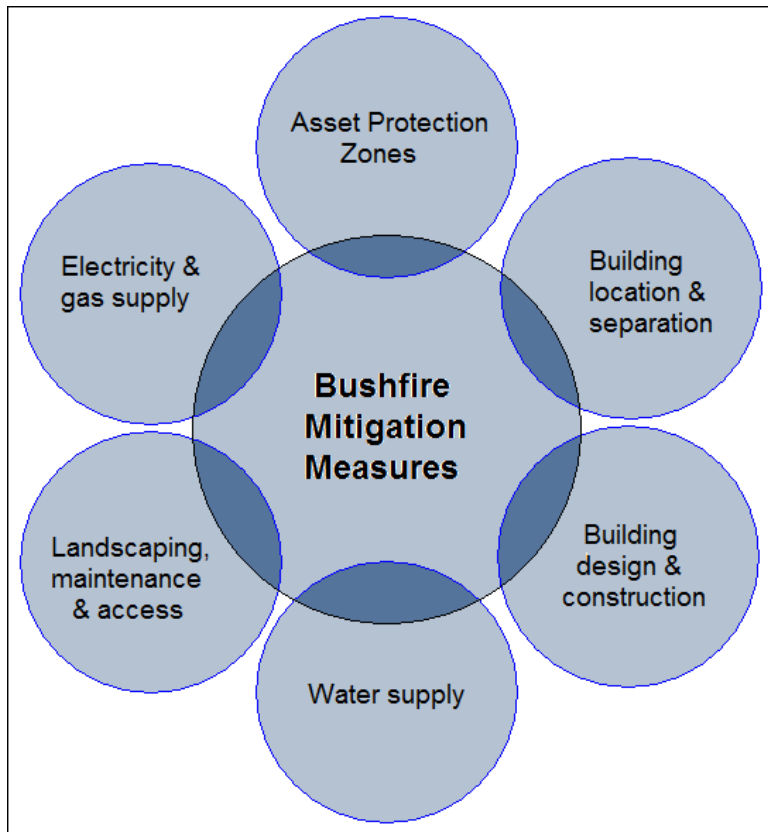 Asset Protection
Zones
Electricity &
gas supply
Building
location &
separation
Bushfire
Mitigation
Measures
Landscaping,
maintenance
& access
Building
design &
construction
Water supply